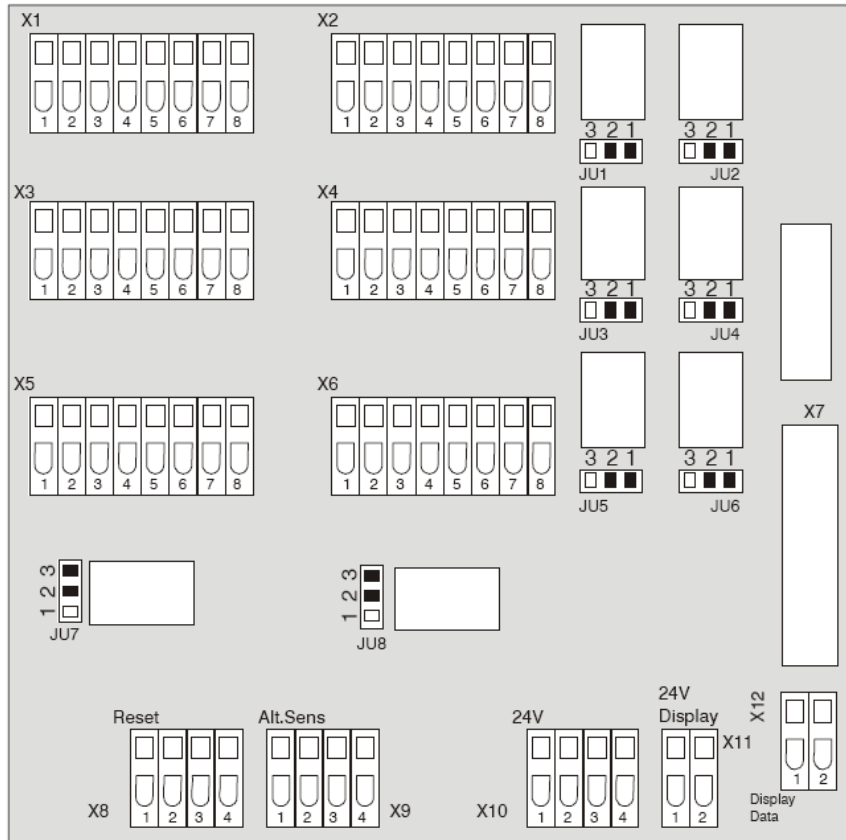 X1
X2
1 2 3 4 5 6 7 8
1 2 3 4 5 6 7 8
3 2 1
3 2 1
JU1
JU2
X3
X4
1 2 3 4 5 6 7 8
1 2 3 4 5 6 7 8
3 2 1
3 2 1
JU3
JU4
X5
X6
X7
1 2 3 4 5 6 7 8
1 2 3 4 5 6 7 8
3 2 1
3 2 1
JU5
JU6
1 2 3
JU7
1 2 3
JU8
Reset
Alt.Sens
24V
24V
Display
X12
X11
X8
1 2 3 4
1 2 3 4
X9
X10
1 2 3 4
1 2
1 2
Display
Data